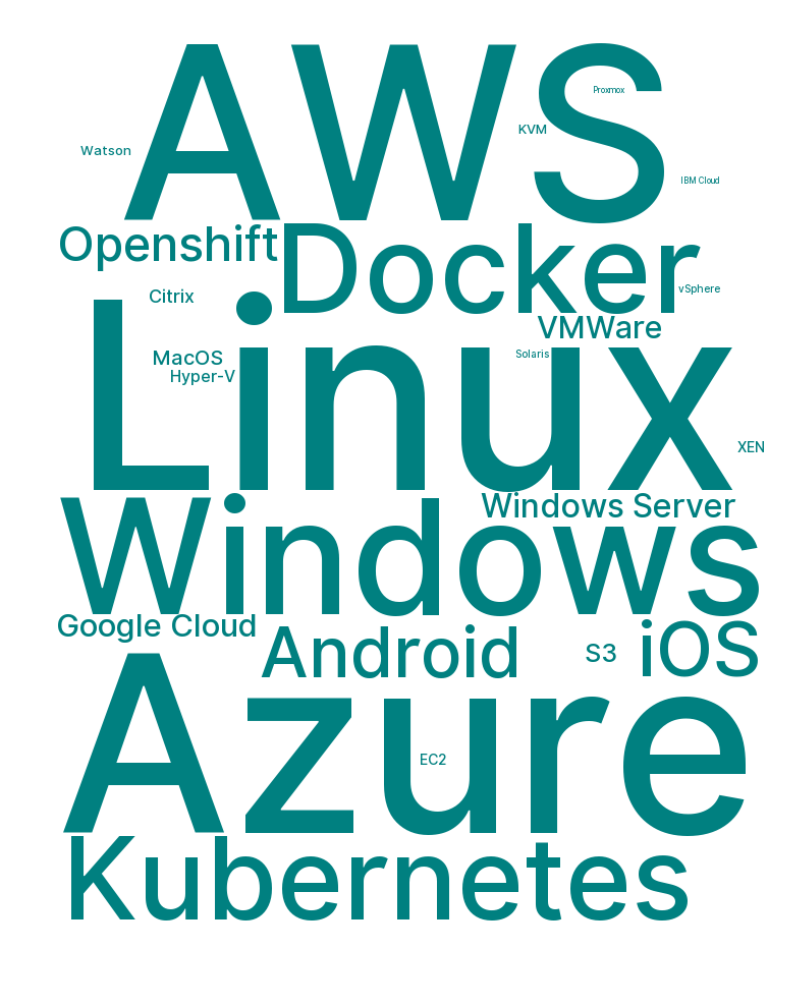 AWS
Proxmox
KVM
Watson
IBM Cloud
Openshift
Docker
vSphere
Citrix
VMWare
Linux
Solaris
MacOS
Hyper-V
XEN
Windows Server
Windows
Google Cloud
Android
S3
iOS
Azure
EC2
Kubernetes